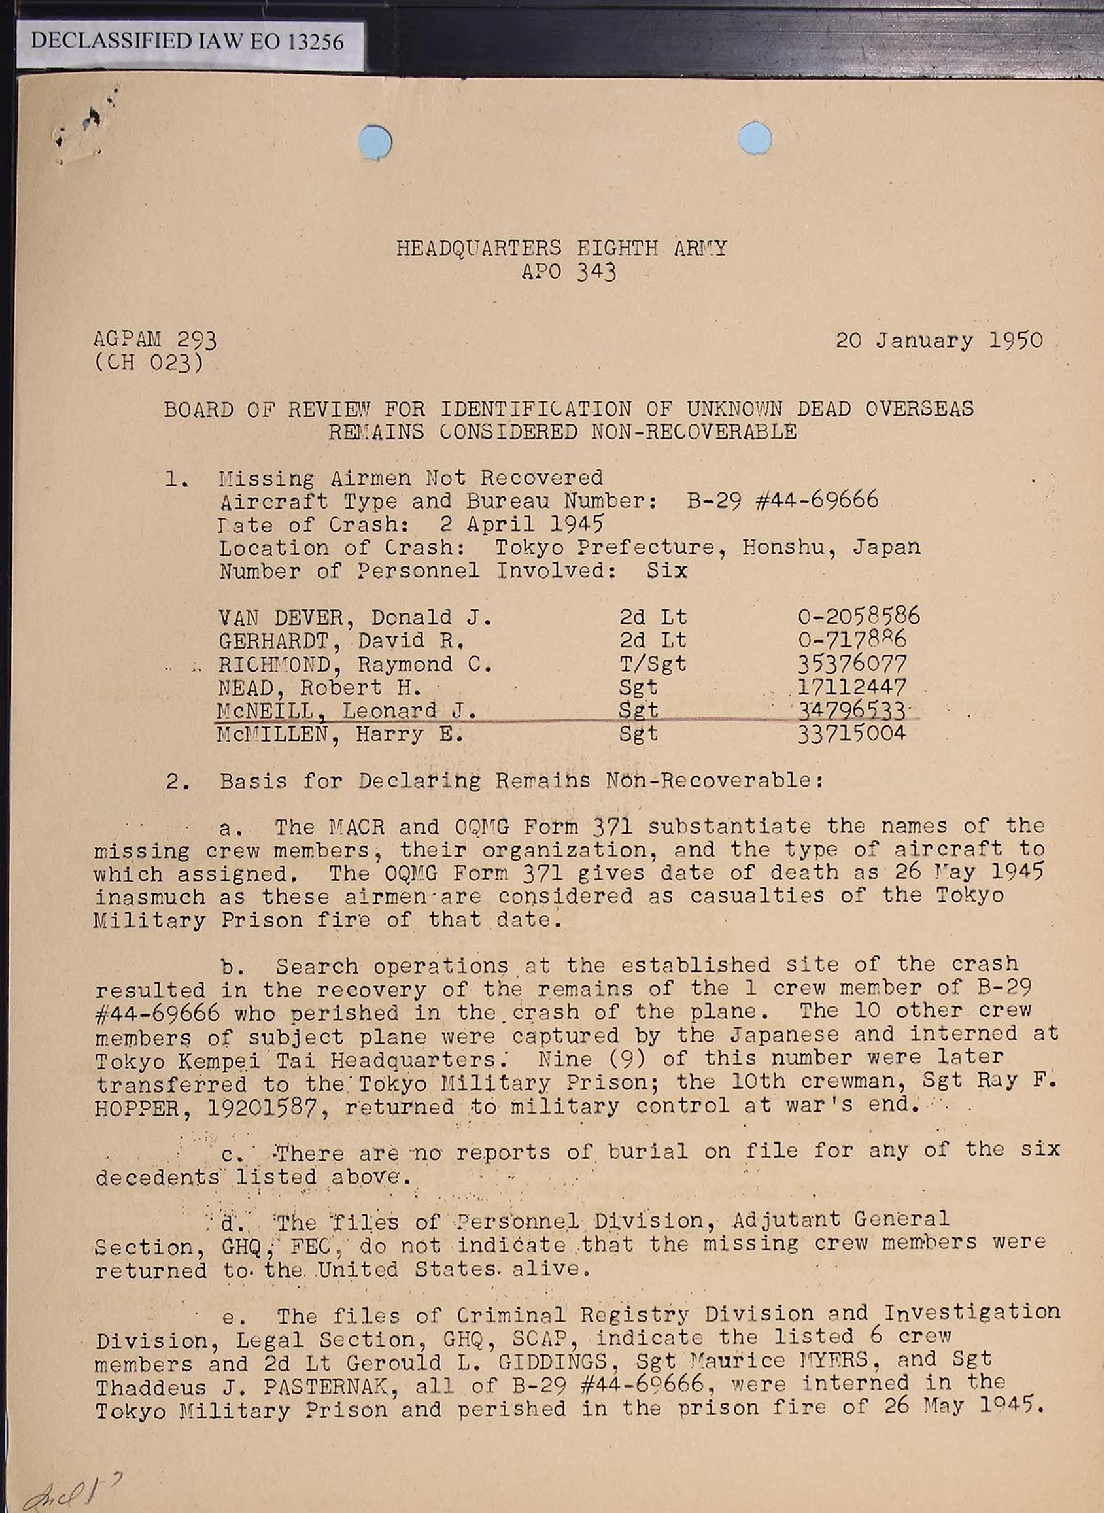 DECLASSIFIED IAW EO 13256
HEADQUARTERS EIGHTH ARMY
APO 343
AGPAM 293
20 January 1950
(CH 023)
BOARD OF REVIEW FOR IDENTIFICATION OF UNKNOWN DEAD OVERSEAS
REMAINS CONSIDERED NON-RECOVERABLE
1. Missing Airmen Not Recovered
Aircraft Type and Bureau Number: B-29 #44-69666
Date of Crash: 2 April 1945
Location of Crash: Tokyo Prefecture, Honshu, Japan
Number of Personnel Involved: Six
VAN DEVER, Donald J. 2d Lt O-2058586
GERHARDT, David R. 2d Lt O-717886
RICHMOND, Raymond C. T/Sgt 35376077
NEAD, Robert H. Sgt 17112447
McNEILL, Leonard J. Sgt 34796533
McMILLEN, Harry E. Sgt 33715004
2. Basis for Declaring Remains Non-Recoverable:
a. The MACR and OQMG Form 371 substantiate the names of the
missing crew members, their organization, and the type of aircraft to
which assigned. The OQMG Form 371 gives date of death as 26 May 1945
inasmuch as these airmen are considered as casualties of the Tokyo
Military Prison fire of that date.
b. Search operations at the established site of the crash
resulted in the recovery of the remains of the 1 crew member of B-29
#44-69666 who perished in the crash of the plane. The 10 other crew
members of subject plane were captured by the Japanese and interned at
Tokyo Kempei Tai Headquarters. Nine (9) of this number were later
transferred to the Tokyo Military Prison; the 10th crewman, Sgt Ray F.
HOPPER, 19201587, returned to military control at war's end.
c. There are no reports of burial on file for any of the six
decedents listed above.
d. The files of Personnel Division, Adjutant General
Section, GHQ, FEC, do not indicate that the missing crew members were
returned to the United States alive.
e. The files of Criminal Registry Division and Investigation
Division, Legal Section, GHQ, SCAP, indicate the listed 6 crew
members and 2d Lt Gerould L. GIDDINGS, Sgt Maurice MYERS, and Sgt
Thaddeus J. PASTERNAK, all of B-29 #44-69666, were interned in the
Tokyo Military Prison and perished in the prison fire of 26 May 1945.